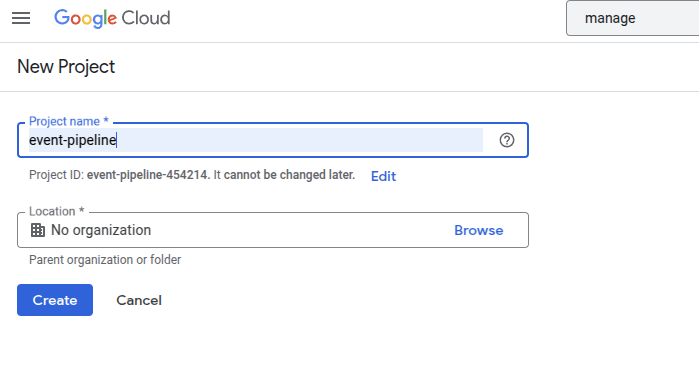 Google Cloud
manage
New Project
Project name *
event-pipeline
Project ID: event-pipeline-454214. It cannot be changed later. Edit
Location *
No organization Browse
Parent organization or folder
Create Cancel